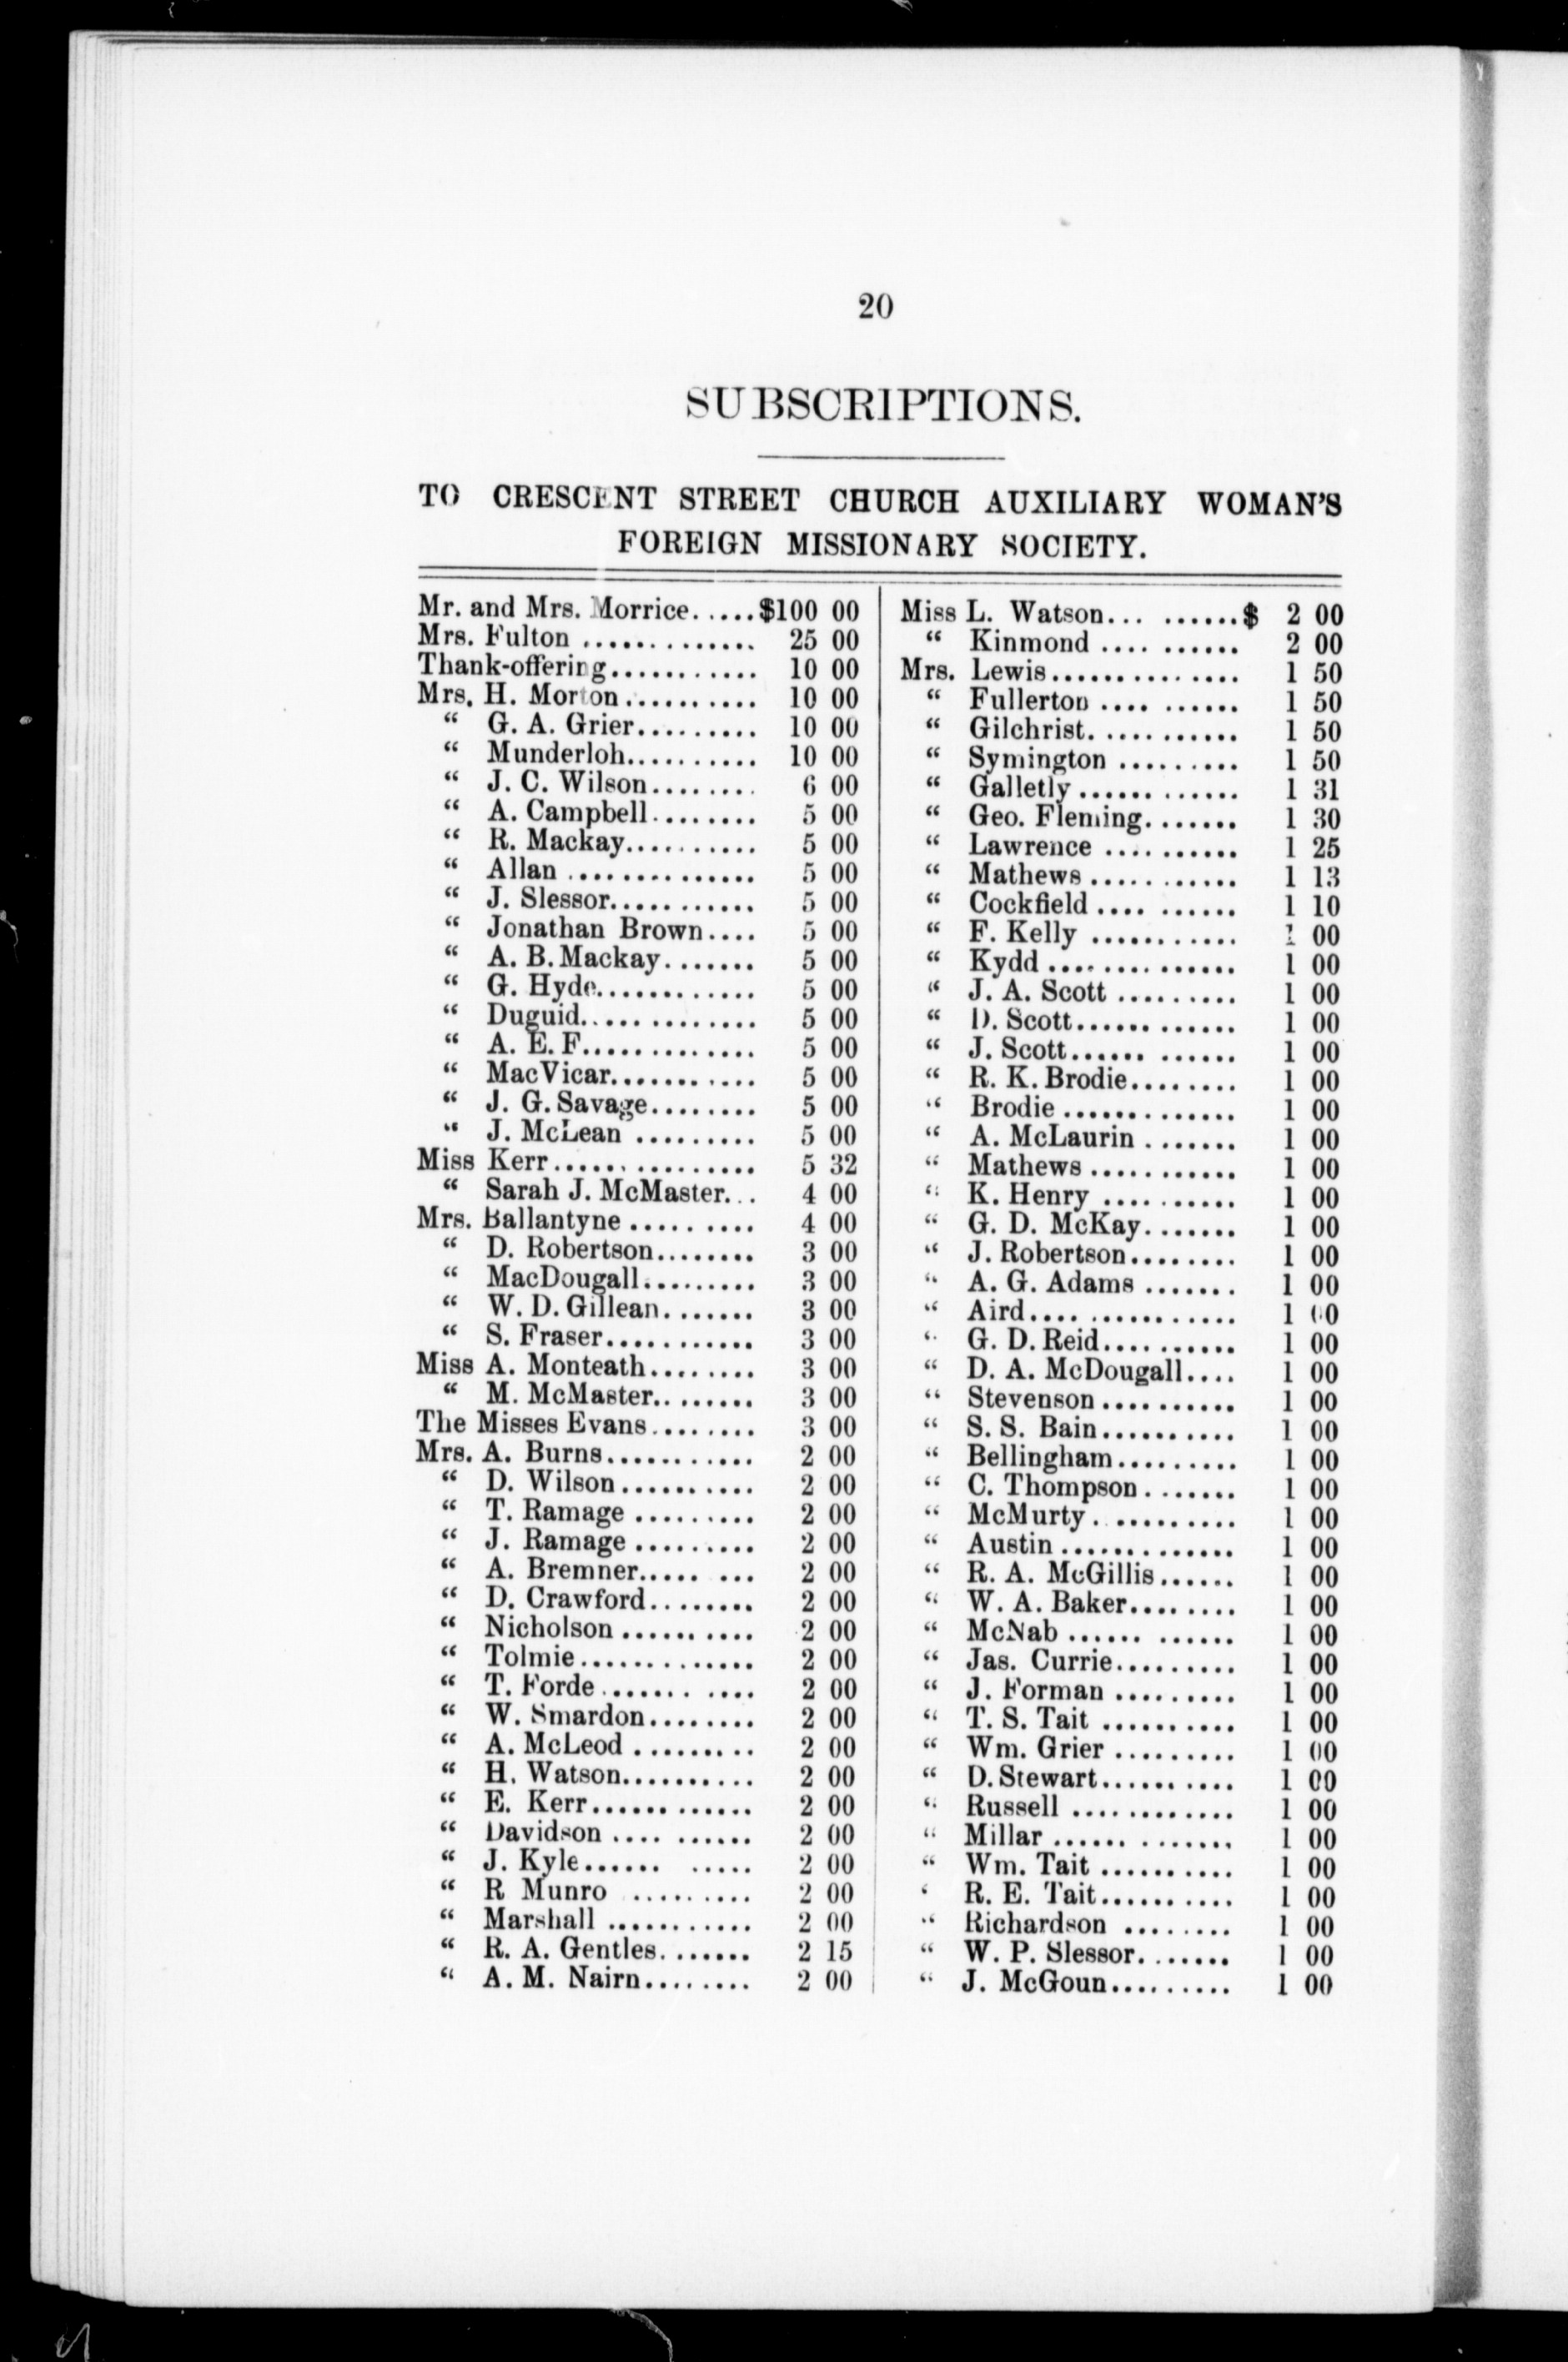 20
SUBSCRIPTIONS.
TO CRESCENT STREET CHURCH AUXILIARY WOMAN'S
FOREIGN MISSIONARY SOCIETY.
Mr. and Mrs. Morrice.....$100 00
Mrs. Fulton .............. 25 00
Thank-offering............ 10 00
Mrs. H. Morton........... 10 00
“ G. A. Grier.......... 10 00
“ Munderloh........... 10 00
“ J. C. Wilson........ 6 00
“ A. Campbell......... 5 00
“ R. Mackay........... 5 00
“ Allan ............... 5 00
“ J. Slessor............ 5 00
“ Jonathan Brown.... 5 00
“ A. B. Mackay....... 5 00
“ G. Hyde............. 5 00
“ Duguid.............. 5 00
“ A. E. F.............. 5 00
“ MacVicar............ 5 00
“ J. G. Savage........ 5 00
“ J. McLean ......... 5 00
Miss Kerr................ 5 32
“ Sarah J. McMaster... 4 00
Mrs. Ballantyne .......... 4 00
“ D. Robertson........ 3 00
“ MacDougall.......... 3 00
“ W. D. Gillean....... 3 00
“ S. Fraser............ 3 00
Miss A. Monteath........ 3 00
“ M. McMaster........ 3 00
The Misses Evans........ 3 00
Mrs. A. Burns............ 2 00
“ D. Wilson........... 2 00
“ T. Ramage .......... 2 00
“ J. Ramage .......... 2 00
“ A. Bremner..... ... 2 00
“ D. Crawford........ 2 00
“ Nicholson ........... 2 00
“ Tolmie.............. 2 00
“ T. Forde........ .... 2 00
“ W. Smardon........ 2 00
“ A. McLeod .......... 2 00
“ H. Watson........... 2 00
“ E. Kerr............. 2 00
“ Davidson .... ...... 2 00
“ J. Kyle...... ..... 2 00
“ R Munro .......... 2 00
“ Marshall ............ 2 00
“ R. A. Gentles....... 2 15
“ A. M. Nairn......... 2 00
Miss L. Watson... .......$ 2 00
“ Kinmond .... ...... 2 00
Mrs. Lewis............... 1 50
“ Fullerton .... ...... 1 50
“ Gilchrist............ 1 50
“ Symington .......... 1 50
“ Galletly ............. 1 31
“ Geo. Fleming....... 1 30
“ Lawrence ........... 1 25
“ Mathews ............ 1 13
“ Cockfield .... ...... 1 10
“ F. Kelly ............ 1 00
“ Kydd ............... 1 00
“ J. A. Scott ......... 1 00
“ D. Scott............. 1 00
“ J. Scott...... ...... 1 00
“ R. K. Brodie........ 1 00
“ Brodie .............. 1 00
“ A. McLaurin ....... 1 00
“ Mathews ............ 1 00
“ K. Henry ........... 1 00
“ G. D. McKay....... 1 00
“ J. Robertson........ 1 00
“ A. G. Adams ....... 1 00
“ Aird.... ............ 1 00
“ G. D. Reid........... 1 00
“ D. A. McDougall.... 1 00
“ Stevenson ........... 1 00
“ S. S. Bain........... 1 00
“ Bellingham.......... 1 00
“ C. Thompson....... 1 00
“ McMurty............ 1 00
“ Austin .............. 1 00
“ R. A. McGillis...... 1 00
“ W. A. Baker........ 1 00
“ McNab ...... ...... 1 00
“ Jas. Currie.......... 1 00
“ J. Forman .......... 1 00
“ T. S. Tait ........... 1 00
“ Wm. Grier .......... 1 00
“ D. Stewart........... 1 00
“ Russell ............. 1 00
“ Millar ...... ....... 1 00
“ Wm. Tait ........... 1 00
‘ R. E. Tait........... 1 00
“ Richardson ......... 1 00
“ W. P. Slessor....... 1 00
“ J. McGoun.......... 1 00